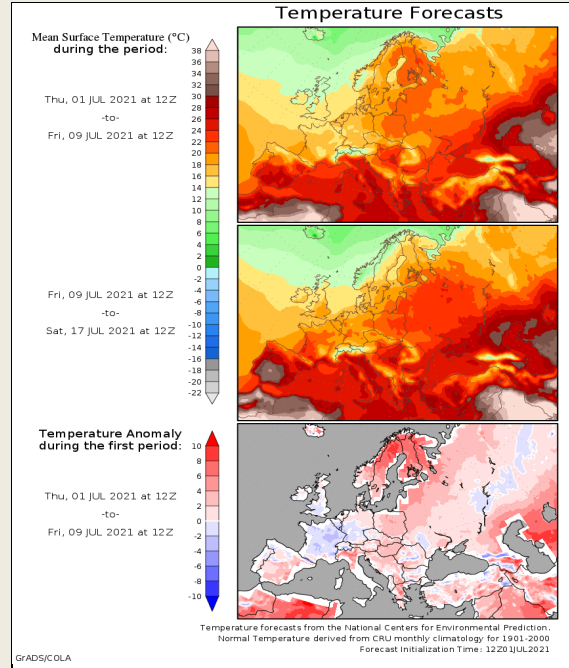 Temperature Forecasts
Mean Surface Temperature (°C)
during the period:
Thu, 01 JUL 2021 at 12Z
-to-
Fri, 09 JUL 2021 at 12Z
38
36
34
32
30
28
26
24
22
20
18
16
14
12
10
8
6
4
2
0
-2
-4
-6
-8
-10
-12
-14
-16
-18
-20
-22
Fri, 09 JUL 2021 at 12Z
-to-
Sat, 17 JUL 2021 at 12Z
Temperature Anomaly
during the first period:
Thu, 01 JUL 2021 at 12Z
-to-
Fri, 09 JUL 2021 at 12Z
10
8
6
4
2
0
-2
-4
-6
-8
-10
Temperature forecasts from the National Centers for Environmental Prediction.
Normal Temperature derived from CRU monthly climatology for 1901-2000
Forecast Initialization Time: 12Z01JUL2021
GrADS/COLA